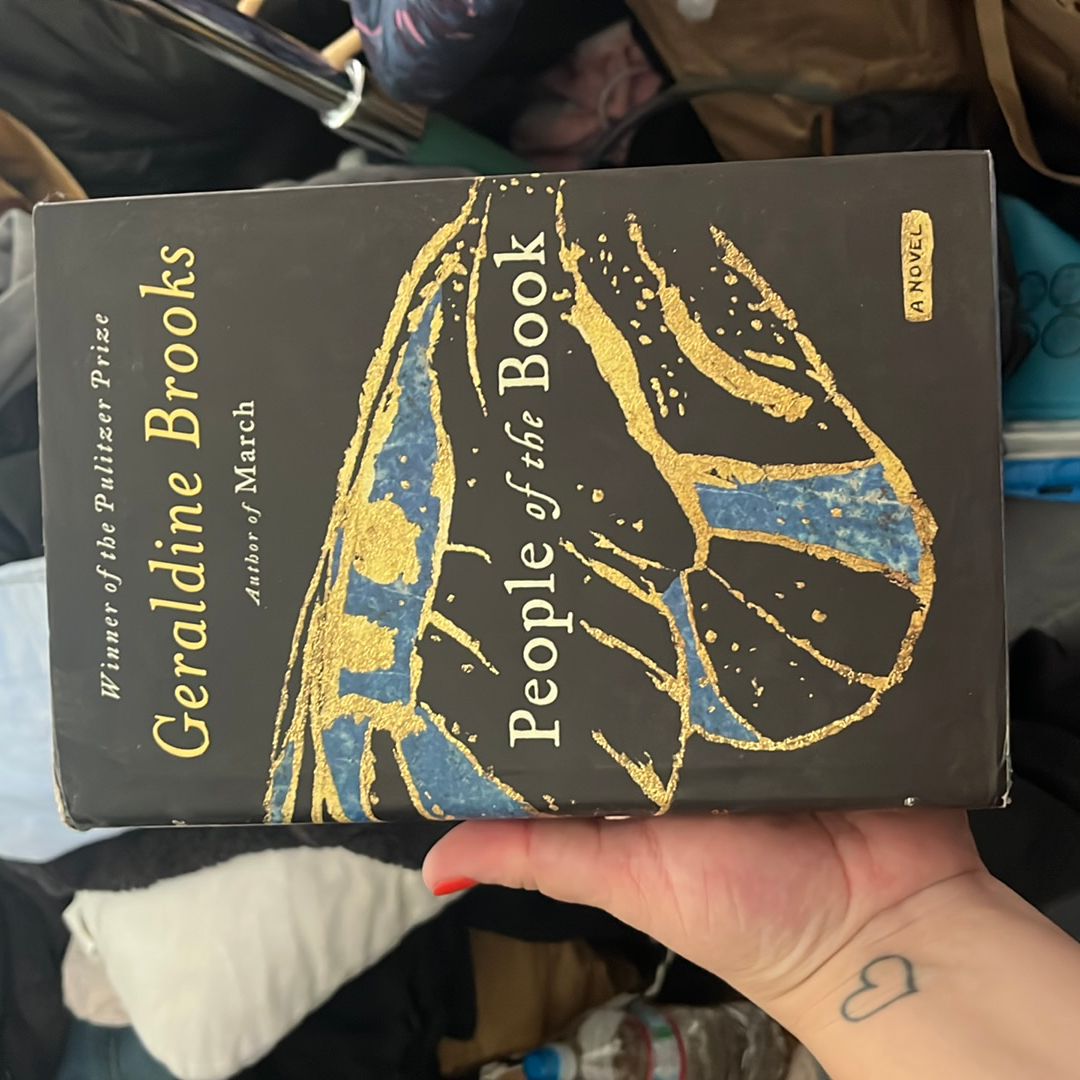 Winner of the Pulitzer Prize
Geraldine Brooks
Author of March
People of the Book
A NOVEL